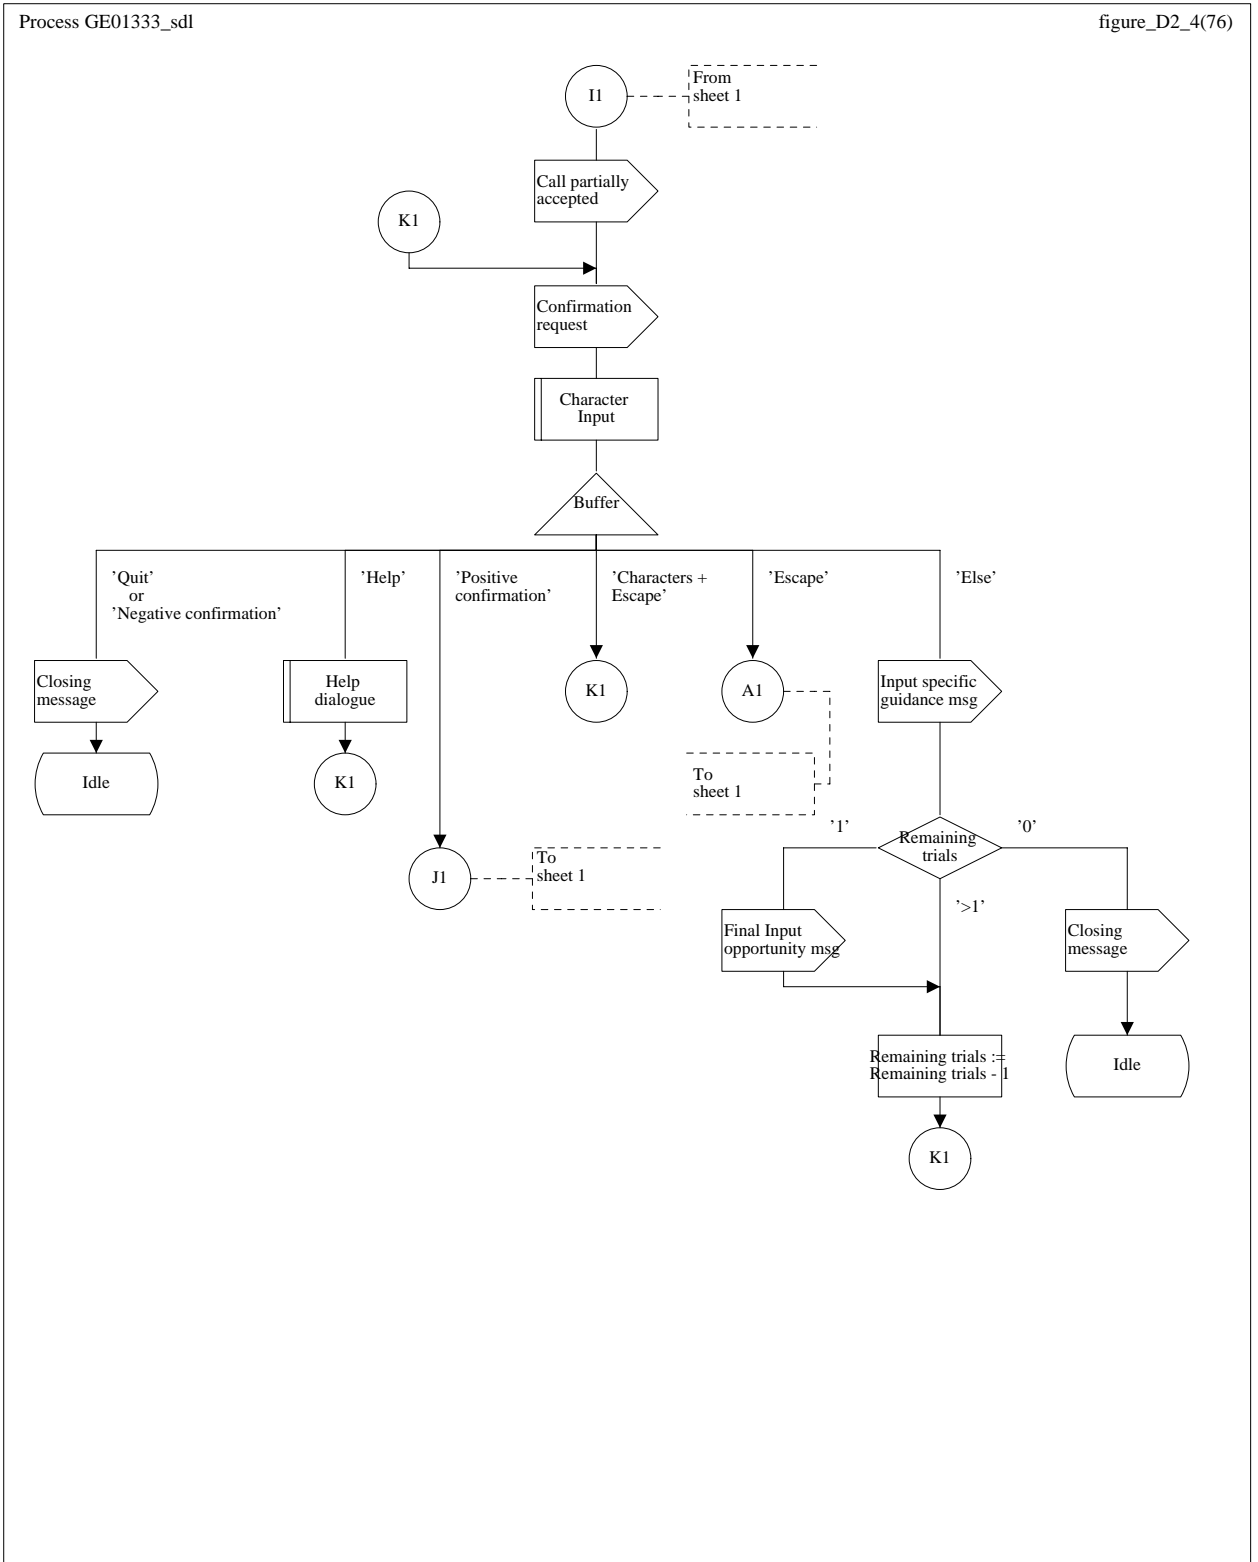 Process GE01333_sdl
figure_D2_4(76)
I1
From
sheet 1
Call partially
accepted
K1
Confirmation
request
Character
Input
Buffer
’Quit’
or
’Negative confirmation’
’Help’
’Positive
confirmation’
’Characters +
Escape’
’Escape’
’Else’
Closing
message
Help
dialogue
K1
A1
Input specific
guidance msg
Idle
K1
To
sheet 1
’1’
Remaining
trials
’0’
J1
To
sheet 1
’>1’
Final Input
opportunity msg
Closing
message
Remaining trials :=
Remaining trials - 1
Idle
K1